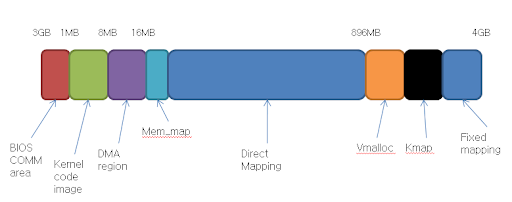 3GB 1MB 8MB 16MB 896MB 4GB
BIOS
COMM
area
Kernel
code
image
DMA
region
Mem_map
Direct
Mapping
Vmalloc
Kmap
Fixed
mapping